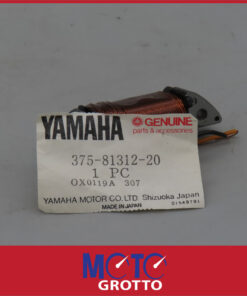 YAMAHA GENUINE
parts & accessories
375-81312-20
1 PC
OX0119A 307
YAMAHA MOTOR CO.,LTD. Shizuoka Japan
MADE IN JAPAN
MOTO
GROTTO